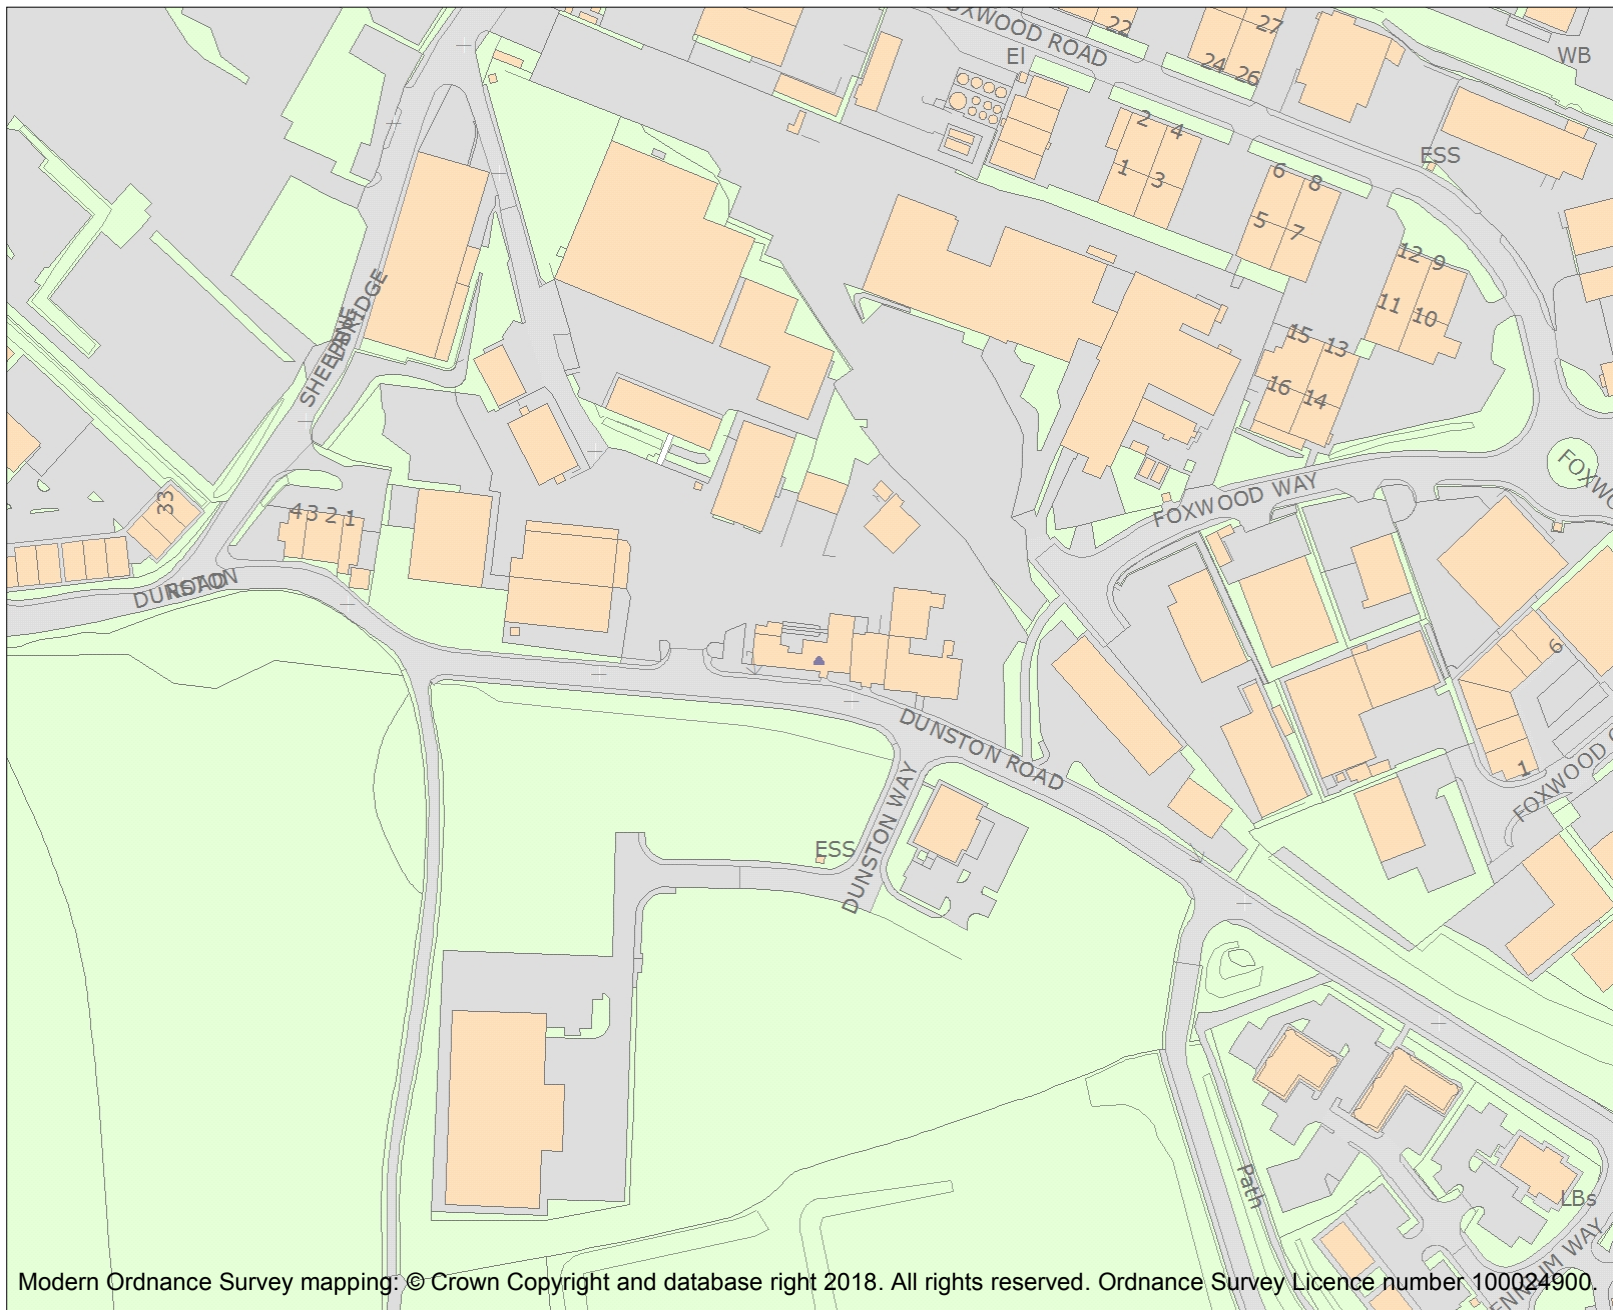 FOXWOOD ROAD
22
27
24
26
EI
WB
ESS
2
4
1
3
6
8
5
7
12
9
11
10
15
13
16
14
SHEEPBRIDGE
LANE
33
4
3
2
1
DUNSTON
ROAD
FOXWOOD WAY
6
1
DUNSTON ROAD
DUNSTON WAY
ESS
Path
LBs
Modern Ordnance Survey mapping: © Crown Copyright and database right 2018. All rights reserved. Ordnance Survey Licence number 100024900.